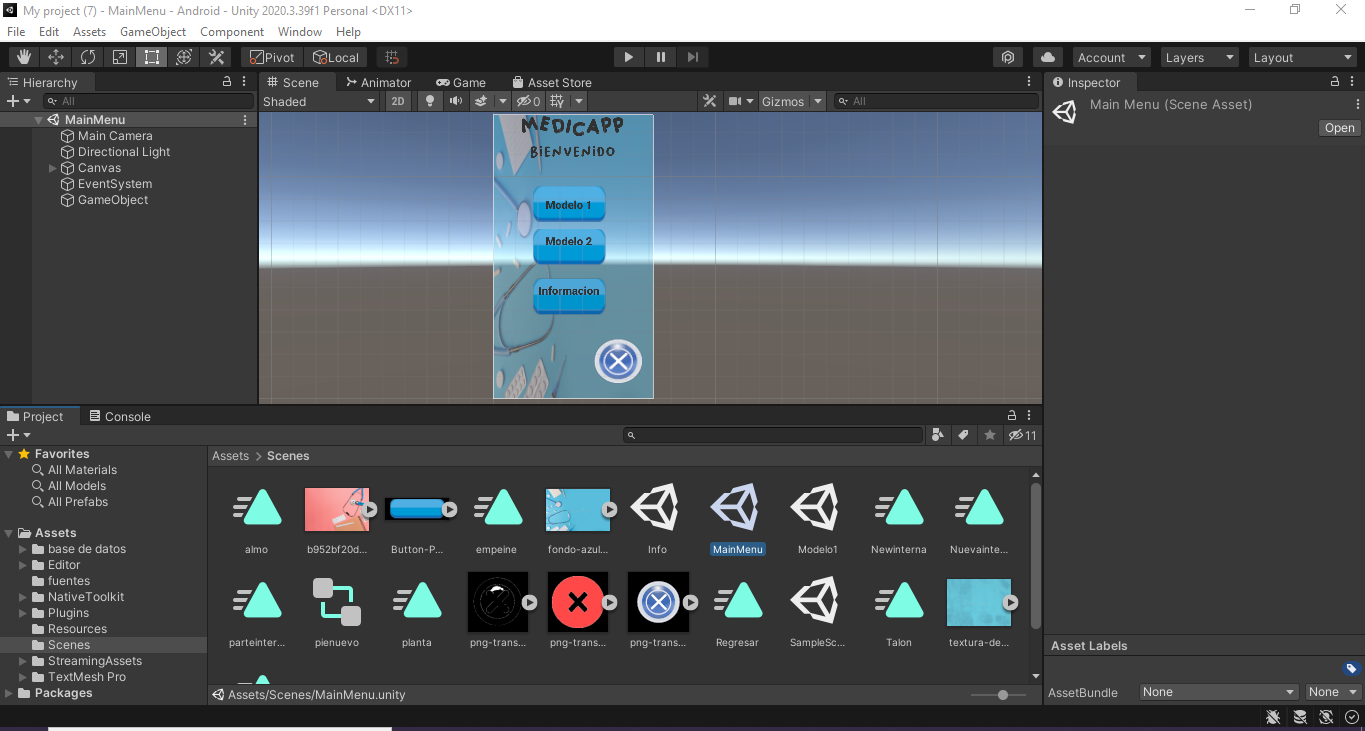 My project (7) - MainMenu - Android - Unity 2020.3.39f1 Personal <DX11>
File Edit Assets GameObject Component Window Help
Pivot Local Account Layers Layout
Hierarchy
All
MainMenu
Main Camera
Directional Light
Canvas
EventSystem
GameObject
Scene Animator Game Asset Store
Shaded 2D 0 Gizmos All
MEDICAPP
BIENVENIDO
Modelo 1
Modelo 2
Informacion
Inspector
Main Menu (Scene Asset)
Open
Project Console
11
Favorites
All Materials
All Models
All Prefabs
Assets
base de datos
Editor
fuentes
NativeToolkit
Plugins
Resources
Scenes
StreamingAssets
TextMesh Pro
Packages
Assets > Scenes
almo b952bf20d... Button-P... empeine fondo-azul... Info MainMenu Modelo1 Newinterna Nuevainte...
parteinter... pienuevo planta png-trans... png-trans... png-trans... Regresar SampleSc... Talon textura-de...
Assets/Scenes/MainMenu.unity
Asset Labels
AssetBundle None None